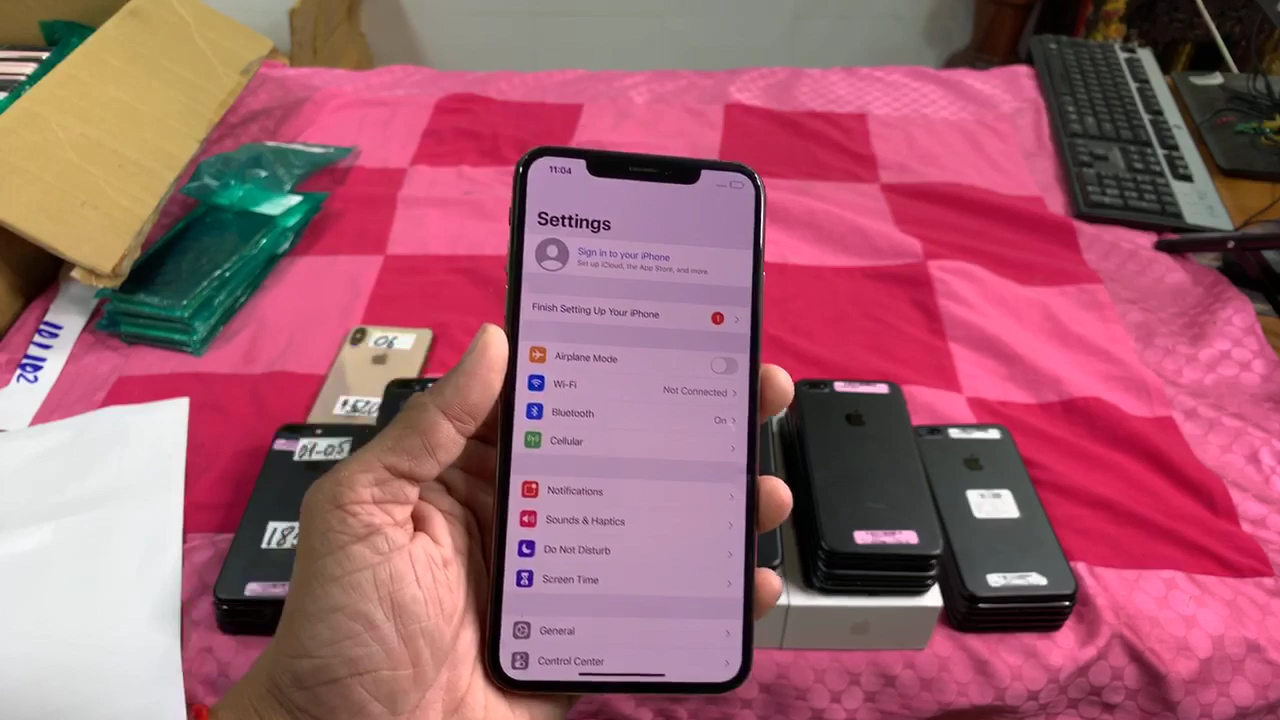 11:04
Settings
Sign in to your iPhone
Set up iCloud, the App Store, and more.
Finish Setting Up Your iPhone
1
Airplane Mode
Wi-Fi
Not Connected
Bluetooth
On
Cellular
Notifications
Sounds & Haptics
Do Not Disturb
Screen Time
General
Control Center
06
01-05